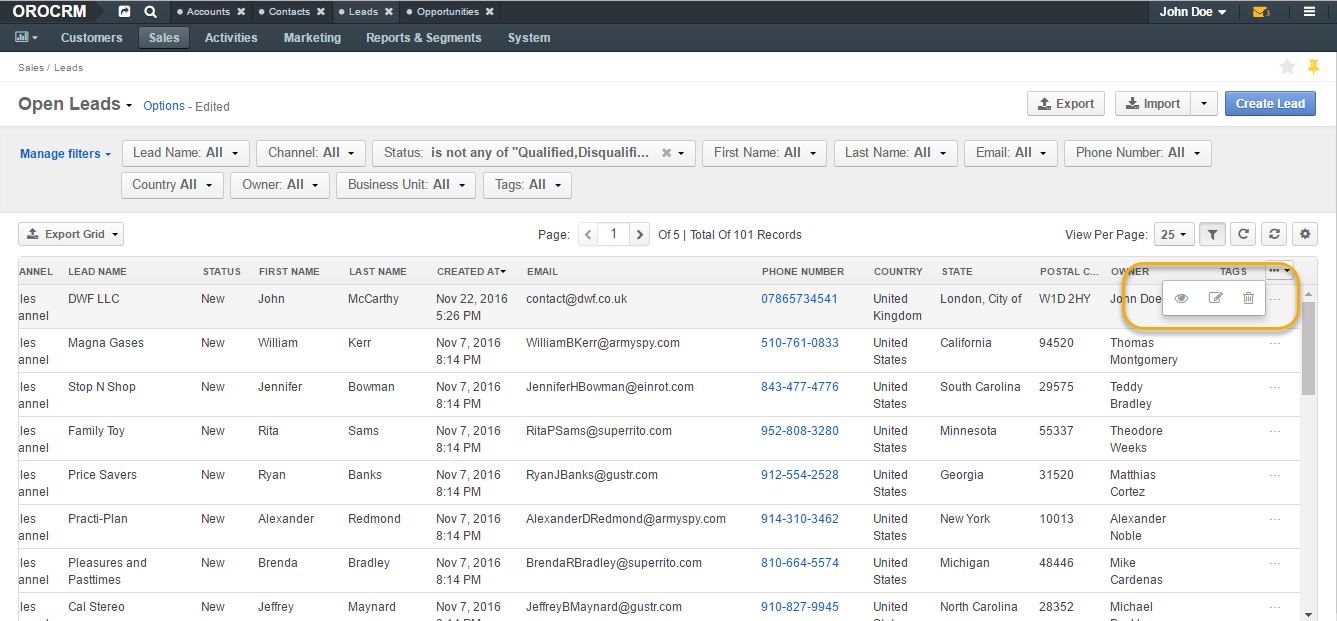 OROCRM Accounts × Contacts × Leads × Opportunities × John Doe 3
Customers Sales Activities Marketing Reports & Segments System
Sales / Leads
Open Leads Options - Edited Export Import Create Lead
Manage filters Lead Name: All Channel: All Status: is not any of "Qualified,Disqualifi... × First Name: All Last Name: All Email: All Phone Number: All
Country All Owner: All Business Unit: All Tags: All
Export Grid Page: < 1 > Of 5 | Total Of 101 Records View Per Page: 25
ANNEL LEAD NAME STATUS FIRST NAME LAST NAME CREATED AT EMAIL PHONE NUMBER COUNTRY STATE POSTAL C... OWNER TAGS ...
les DWF LLC New John McCarthy Nov 22, 2016 contact@dwf.co.uk 07865734541 United London, City of W1D 2HY John Doe ...
annel 5:26 PM Kingdom
les Magna Gases New William Kerr Nov 7, 2016 WilliamBKerr@armyspy.com 510-761-0833 United California 94520 Thomas ...
annel 8:14 PM States Montgomery
les Stop N Shop New Jennifer Bowman Nov 7, 2016 JenniferHBowman@einrot.com 843-477-4776 United South Carolina 29575 Teddy ...
annel 8:14 PM States Bradley
les Family Toy New Rita Sams Nov 7, 2016 RitaPSams@superrito.com 952-808-3280 United Minnesota 55337 Theodore ...
annel 8:14 PM States Weeks
les Price Savers New Ryan Banks Nov 7, 2016 RyanJBanks@gustr.com 912-554-2528 United Georgia 31520 Matthias ...
annel 8:14 PM States Cortez
les Practi-Plan New Alexander Redmond Nov 7, 2016 AlexanderDRedmond@armyspy.com 914-310-3462 United New York 10013 Alexander ...
annel 8:14 PM States Noble
les Pleasures and New Brenda Bradley Nov 7, 2016 BrendaRBradley@superrito.com 810-664-5574 United Michigan 48446 Mike ...
annel Pasttimes 8:14 PM States Cardenas
les Cal Stereo New Jeffrey Maynard Nov 7, 2016 JeffreyBMaynard@gustr.com 910-827-9945 United North Carolina 28352 Michael ...